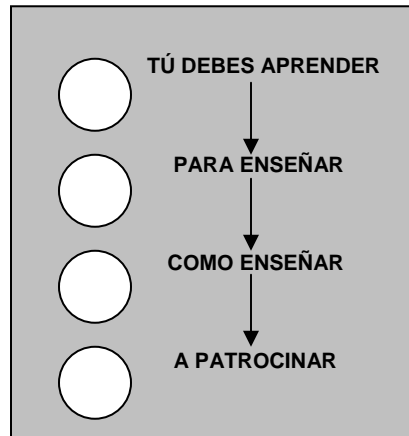 TÚ DEBES APRENDER
PARA ENSEÑAR
COMO ENSEÑAR
A PATROCINAR